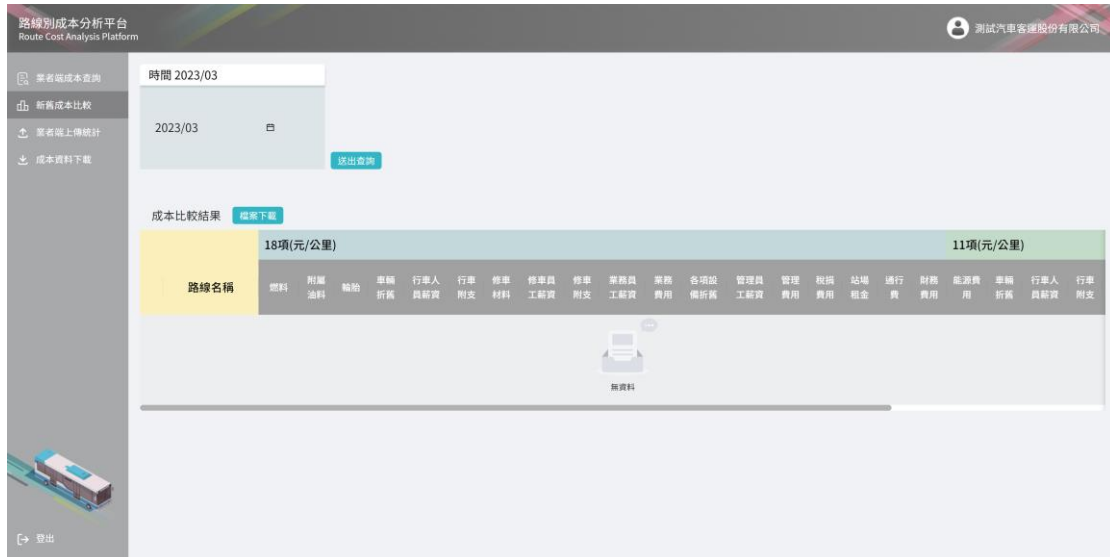 路線別成本分析平台
Route Cost Analysis Platform
測試汽車客運股份有限公司
業者端成本查詢
新舊成本比較
業者端上傳統計
成本資料下載
時間 2023/03
2023/03
送出查詢
成本比較結果 檔案下載
18項(元/公里) 11項(元/公里)
路線名稱 燃料 附屬油料 輪胎 車輛折舊 行車人員薪資 行車附支 修車材料 修車員工薪資 修車附支 業務員工薪資 業務費用 各項設備折舊 管理員工薪資 管理費用 稅捐費用 站場租金 通行費 財務費用 能源費用 車輛折舊 行車人員薪資 行車附支
無資料
登出